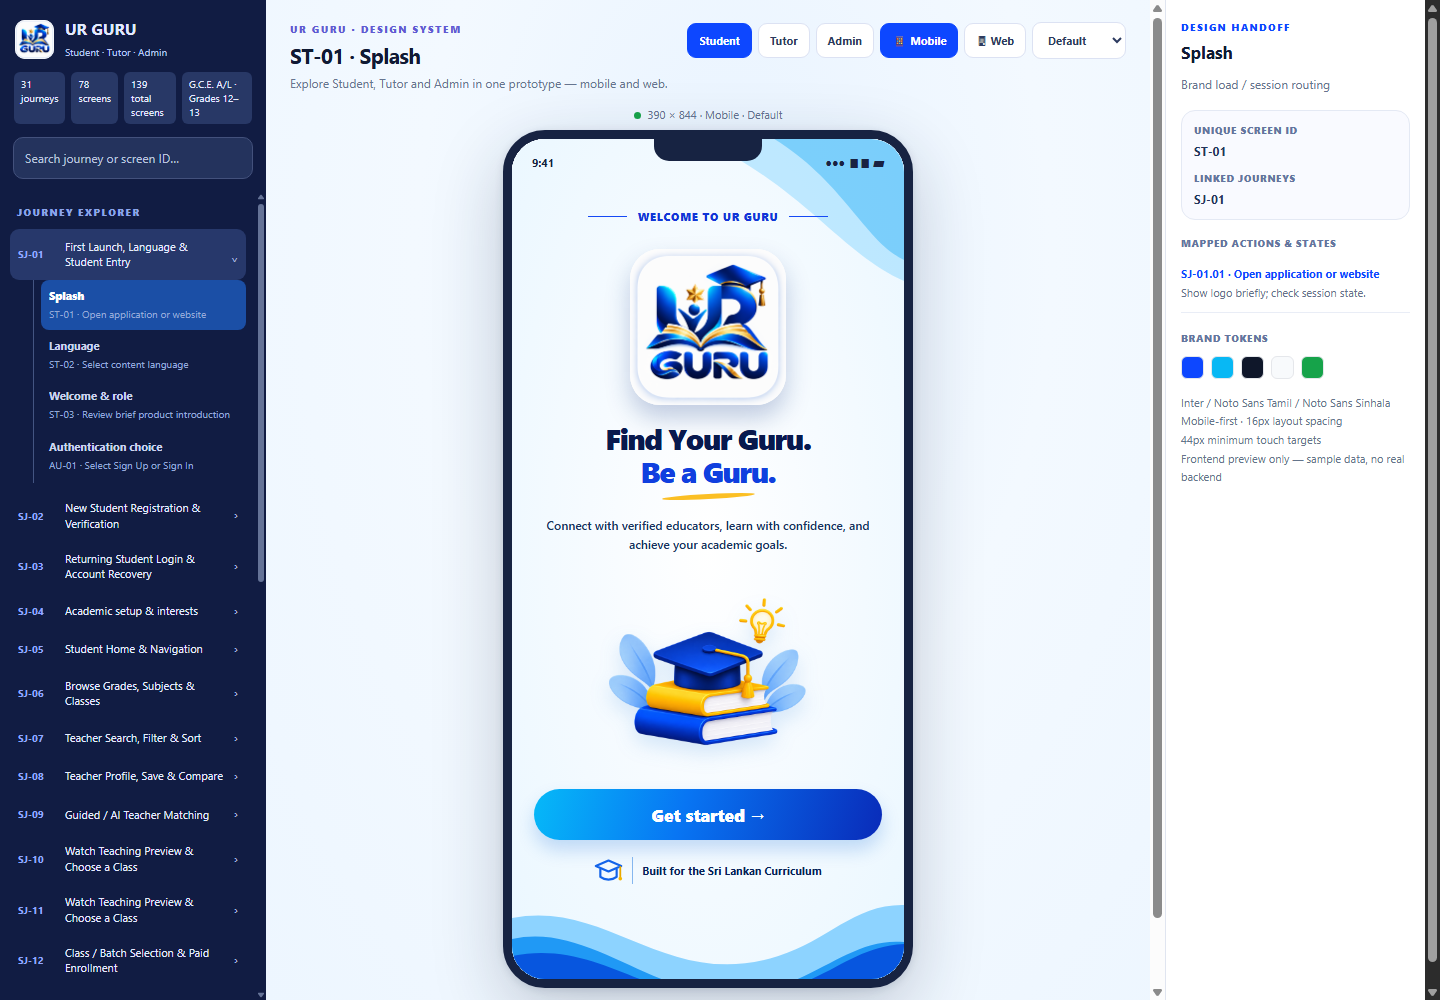 UR GURU
Student · Tutor · Admin
31 journeys
78 screens
139 total screens
G.C.E. A/L · Grades 12–13
Search journey or screen ID...
JOURNEY EXPLORER
SJ-01 First Launch, Language & Student Entry
Splash
ST-01 · Open application or website
Language
ST-02 · Select content language
Welcome & role
ST-03 · Review brief product introduction
Authentication choice
AU-01 · Select Sign Up or Sign In
SJ-02 New Student Registration & Verification
SJ-03 Returning Student Login & Account Recovery
SJ-04 Academic setup & interests
SJ-05 Student Home & Navigation
SJ-06 Browse Grades, Subjects & Classes
SJ-07 Teacher Search, Filter & Sort
SJ-08 Teacher Profile, Save & Compare
SJ-09 Guided / AI Teacher Matching
SJ-10 Watch Teaching Preview & Choose a Class
SJ-11 Watch Teaching Preview & Choose a Class
SJ-12 Class / Batch Selection & Paid Enrollment
UR GURU · DESIGN SYSTEM
ST-01 · Splash
Explore Student, Tutor and Admin in one prototype — mobile and web.
Student
Tutor
Admin
Mobile
Web
Default
390 × 844 · Mobile · Default
9:41
WELCOME TO UR GURU
UR
GURU
Find Your Guru.
Be a Guru.
Connect with verified educators, learn with confidence, and
achieve your academic goals.
Get started →
Built for the Sri Lankan Curriculum
DESIGN HANDOFF
Splash
Brand load / session routing
UNIQUE SCREEN ID
ST-01
LINKED JOURNEYS
SJ-01
MAPPED ACTIONS & STATES
SJ-01.01 · Open application or website
Show logo briefly; check session state.
BRAND TOKENS
Inter / Noto Sans Tamil / Noto Sans Sinhala
Mobile-first · 16px layout spacing
44px minimum touch targets
Frontend preview only — sample data, no real
backend